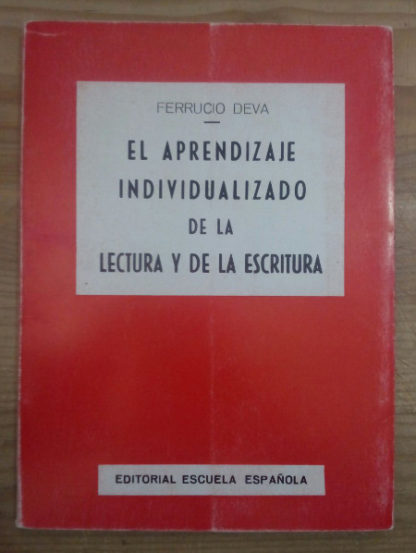 FERRUCIO DEVA
EL APRENDIZAJE
INDIVIDUALIZADO
DE LA
LECTURA Y DE LA ESCRITURA
EDITORIAL ESCUELA ESPAÑOLA